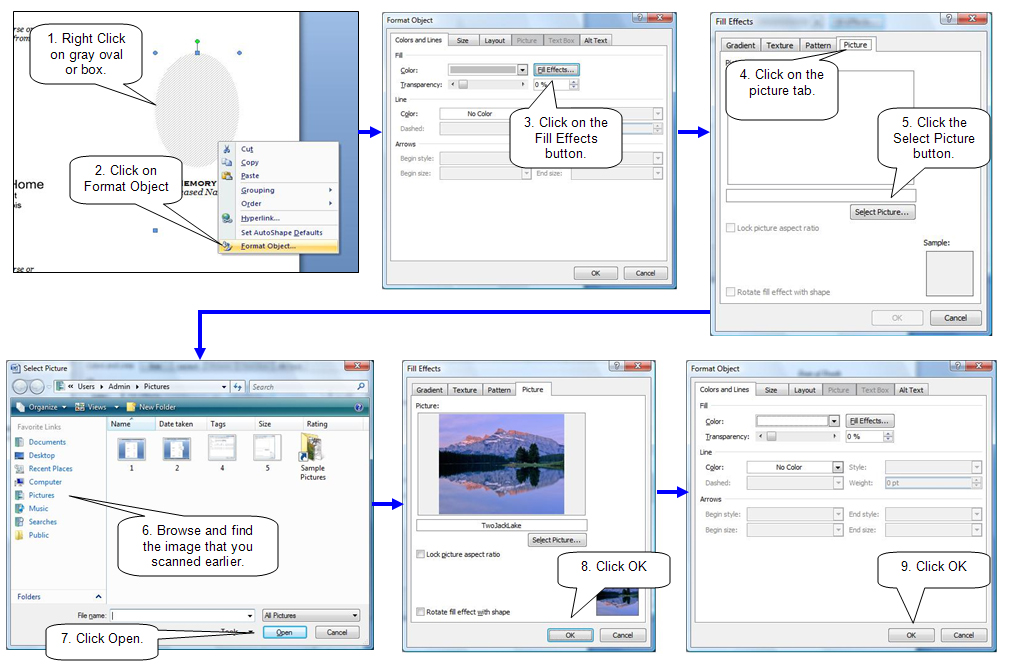 rse or
from
1. Right Click
on gray oval
or box.
2. Click on
Format Object
Home
t
is
EMORY
ased Na
rse or
Cut
Copy
Paste
Grouping
Order
Hyperlink...
Set AutoShape Defaults
Format Object...
Format Object
Colors and Lines Size Layout Picture Text Box Alt Text
Fill
Color: Fill Effects...
Transparency: 0 %
Line
Color: No Color
Dashed:
Arrows
Begin style:
Begin size: End size:
3. Click on the
Fill Effects
button.
OK Cancel
Fill Effects
Gradient Texture Pattern Picture
4. Click on the
picture tab.
5. Click the
Select Picture
button.
Select Picture...
Lock picture aspect ratio
Sample:
Rotate fill effect with shape
OK Cancel
Select Picture
« Users Admin Pictures Search
Organize Views New Folder
Favorite Links
Documents
Desktop
Recent Places
Computer
Pictures
Music
Searches
Public
Folders
Name Date taken Tags Size Rating
1 2 4 5 Sample
Pictures
6. Browse and find
the image that you
scanned earlier.
File name: All Pictures
Tools Open Cancel
7. Click Open.
Fill Effects
Gradient Texture Pattern Picture
Picture:
TwoJackLake
Select Picture...
Lock picture aspect ratio
8. Click OK
Rotate fill effect with shape
OK Cancel
Format Object
Colors and Lines Size Layout Picture Text Box Alt Text
Fill
Color: Fill Effects...
Transparency: 0 %
Line
Color: No Color Style:
Dashed: Weight: 0 pt
Arrows
Begin style: End style:
Begin size: End size:
9. Click OK
OK Cancel